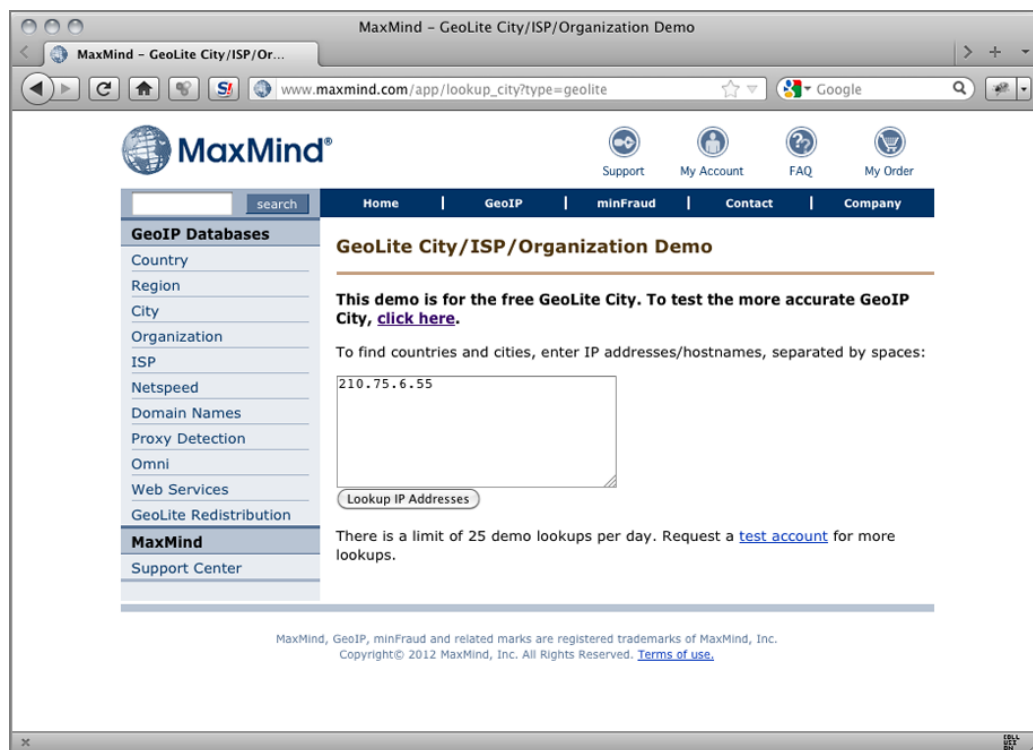 MaxMind – GeoLite City/ISP/Organization Demo
MaxMind – GeoLite City/ISP/Or...
www.maxmind.com/app/lookup_city?type=geolite
Google
MaxMind®
Support
My Account
FAQ
My Order
search
Home
GeoIP
minFraud
Contact
Company
GeoIP Databases
Country
Region
City
Organization
ISP
Netspeed
Domain Names
Proxy Detection
Omni
Web Services
GeoLite Redistribution
MaxMind
Support Center
GeoLite City/ISP/Organization Demo
This demo is for the free GeoLite City. To test the more accurate GeoIP
City, click here.
To find countries and cities, enter IP addresses/hostnames, separated by spaces:
210.75.6.55
Lookup IP Addresses
There is a limit of 25 demo lookups per day. Request a test account for more
lookups.
MaxMind, GeoIP, minFraud and related marks are registered trademarks of MaxMind, Inc.
Copyright© 2012 MaxMind, Inc. All Rights Reserved. Terms of use.